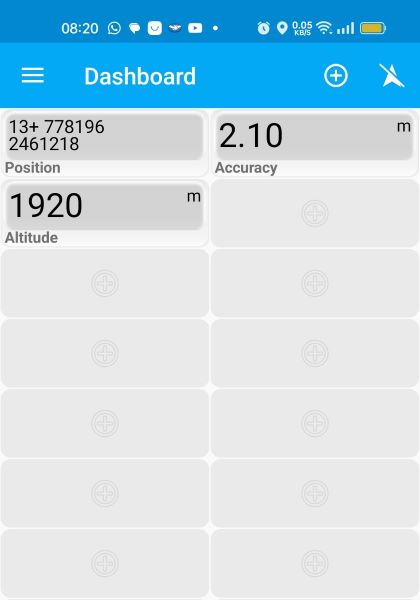 08:20
0.05
KB/S
Dashboard
13+ 778196
2461218
Position
2.10 m
Accuracy
1920 m
Altitude